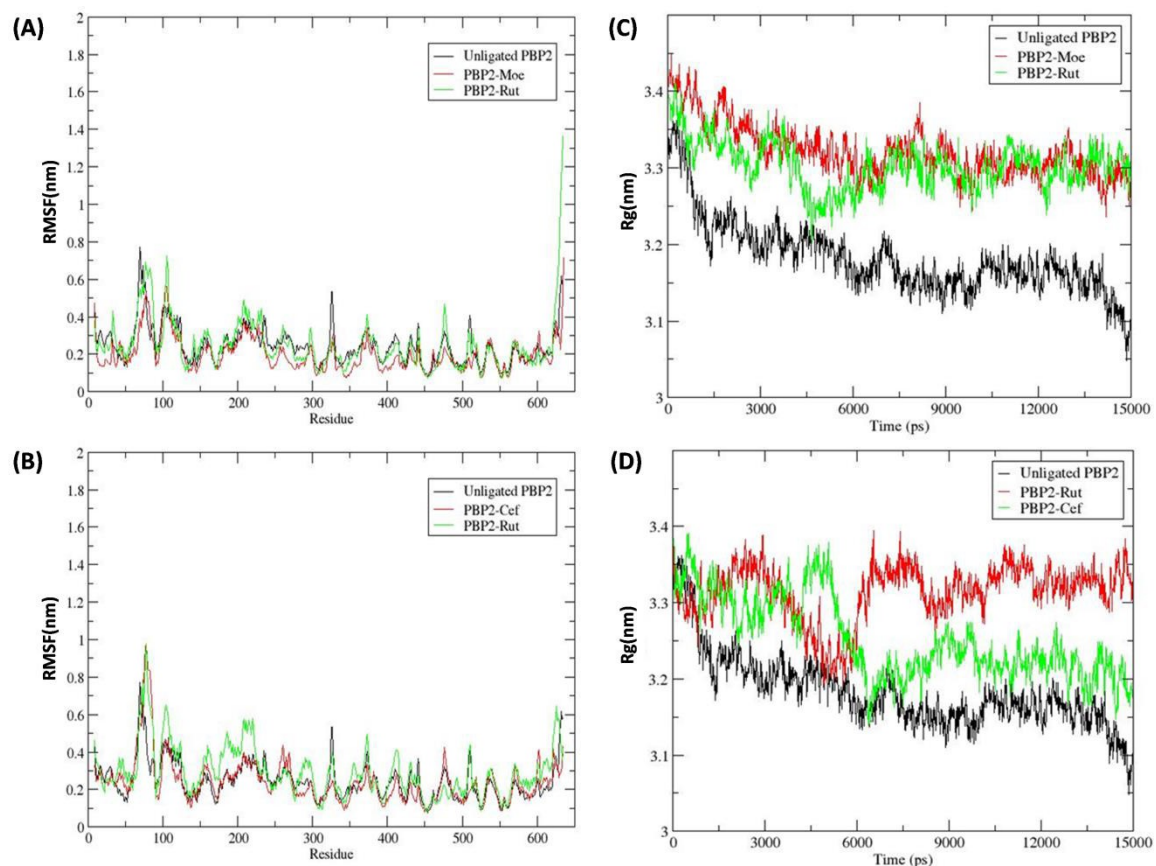 (A)
2
1.8
1.6
1.4
1.2
1
0.8
0.6
0.4
0.2
0
RMSF(nm)
Unligated PBP2
PBP2-Moe
PBP2-Rut
0 100 200 300 400 500 600
Residue
(C)
3.4
3.3
3.2
3.1
3
Rg(nm)
Unligated PBP2
PBP2-Moe
PBP2-Rut
0 3000 6000 9000 12000 15000
Time (ps)
(B)
2
1.8
1.6
1.4
1.2
1
0.8
0.6
0.4
0.2
0
RMSF(nm)
Unligated PBP2
PBP2-Cef
PBP2-Rut
0 100 200 300 400 500 600
Residue
(D)
3.4
3.3
3.2
3.1
3
Rg(nm)
Unligated PBP2
PBP2-Rut
PBP2-Cef
0 3000 6000 9000 12000 15000
Time (ps)